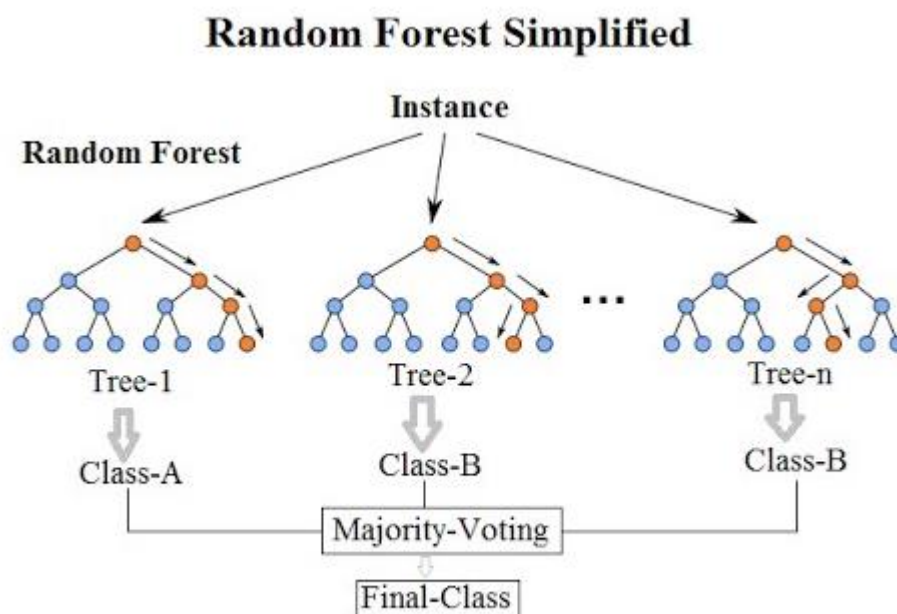 Random Forest Simplified
Instance
Random Forest
...
Tree-1
Tree-2
Tree-n
Class-A
Class-B
Class-B
Majority-Voting
Final-Class